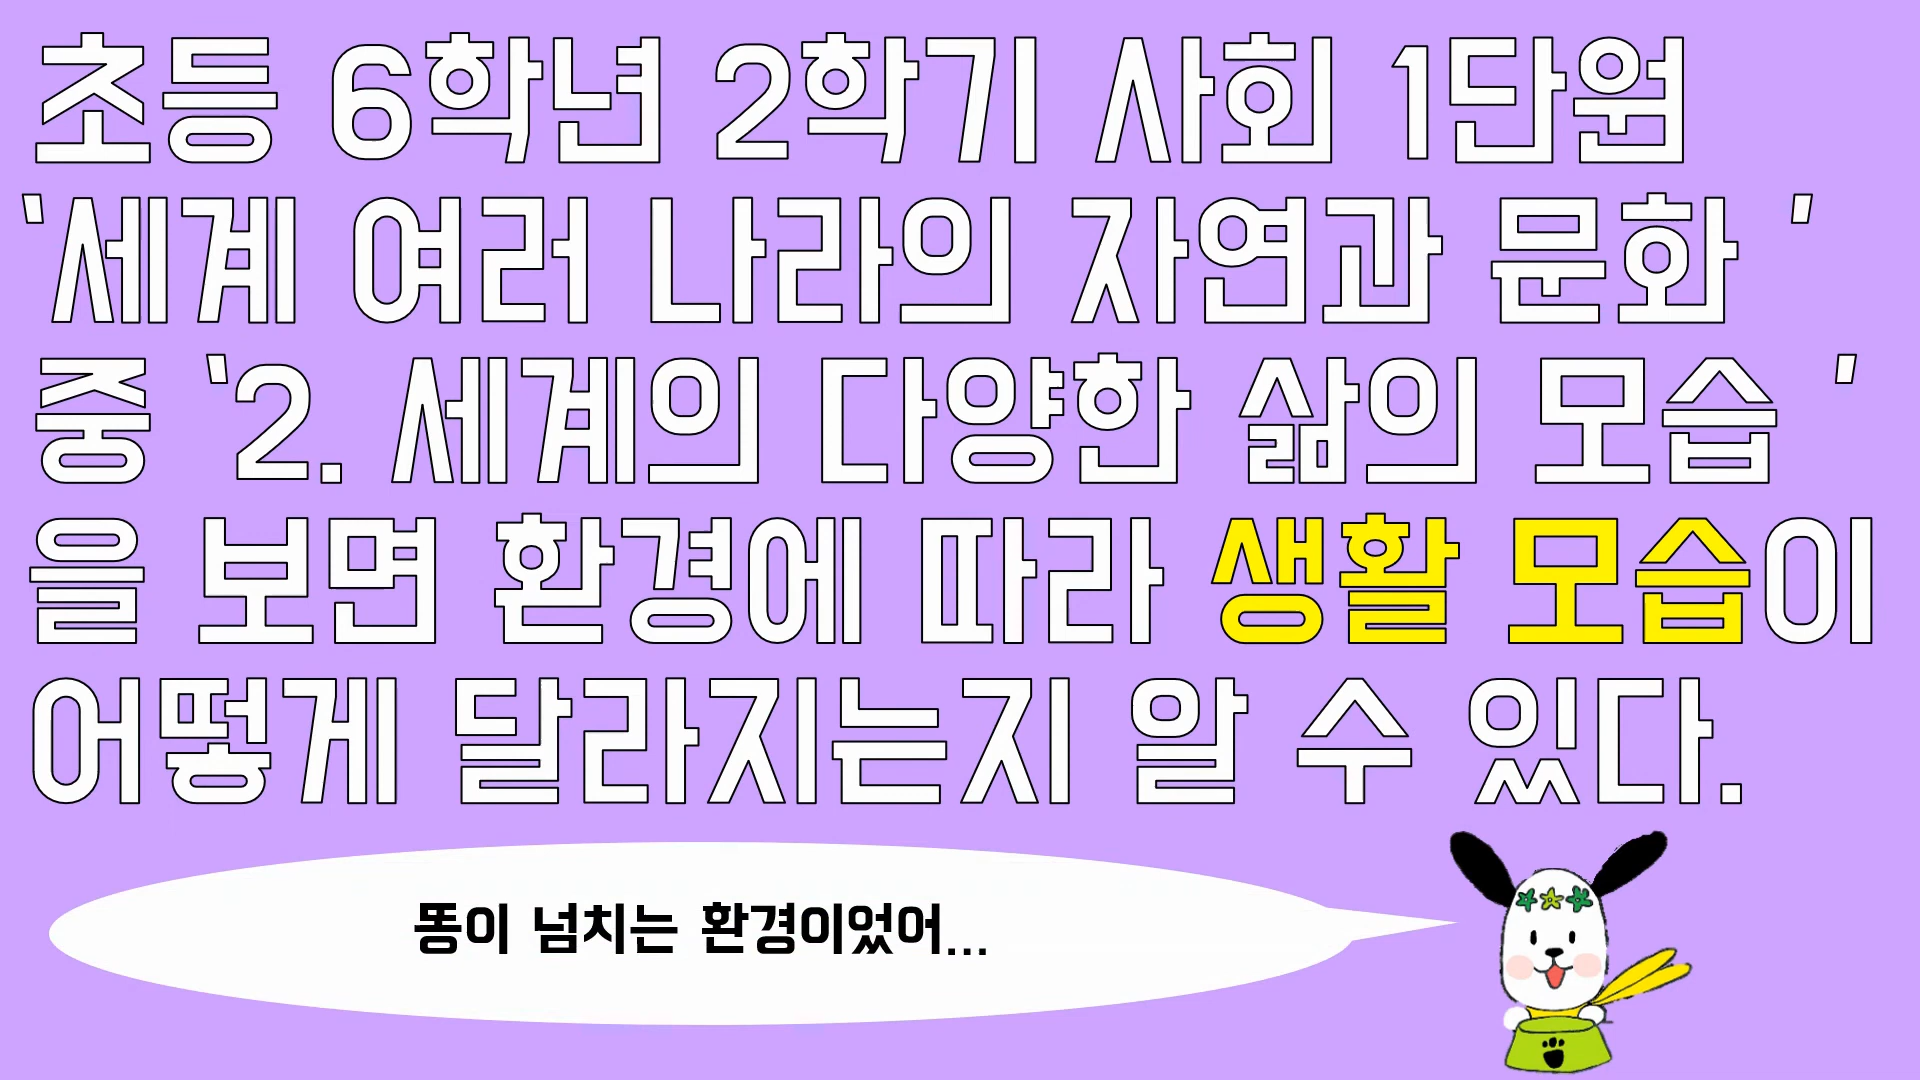 초등 6학년 2학기 사회 1단원
‘세계 여러 나라의 자연과 문화 ’
중 ‘2. 세계의 다양한 삶의 모습 ’
을 보면 환경에 따라 생활 모습이
어떻게 달라지는지 알 수 있다.
똥이 넘치는 환경이었어...